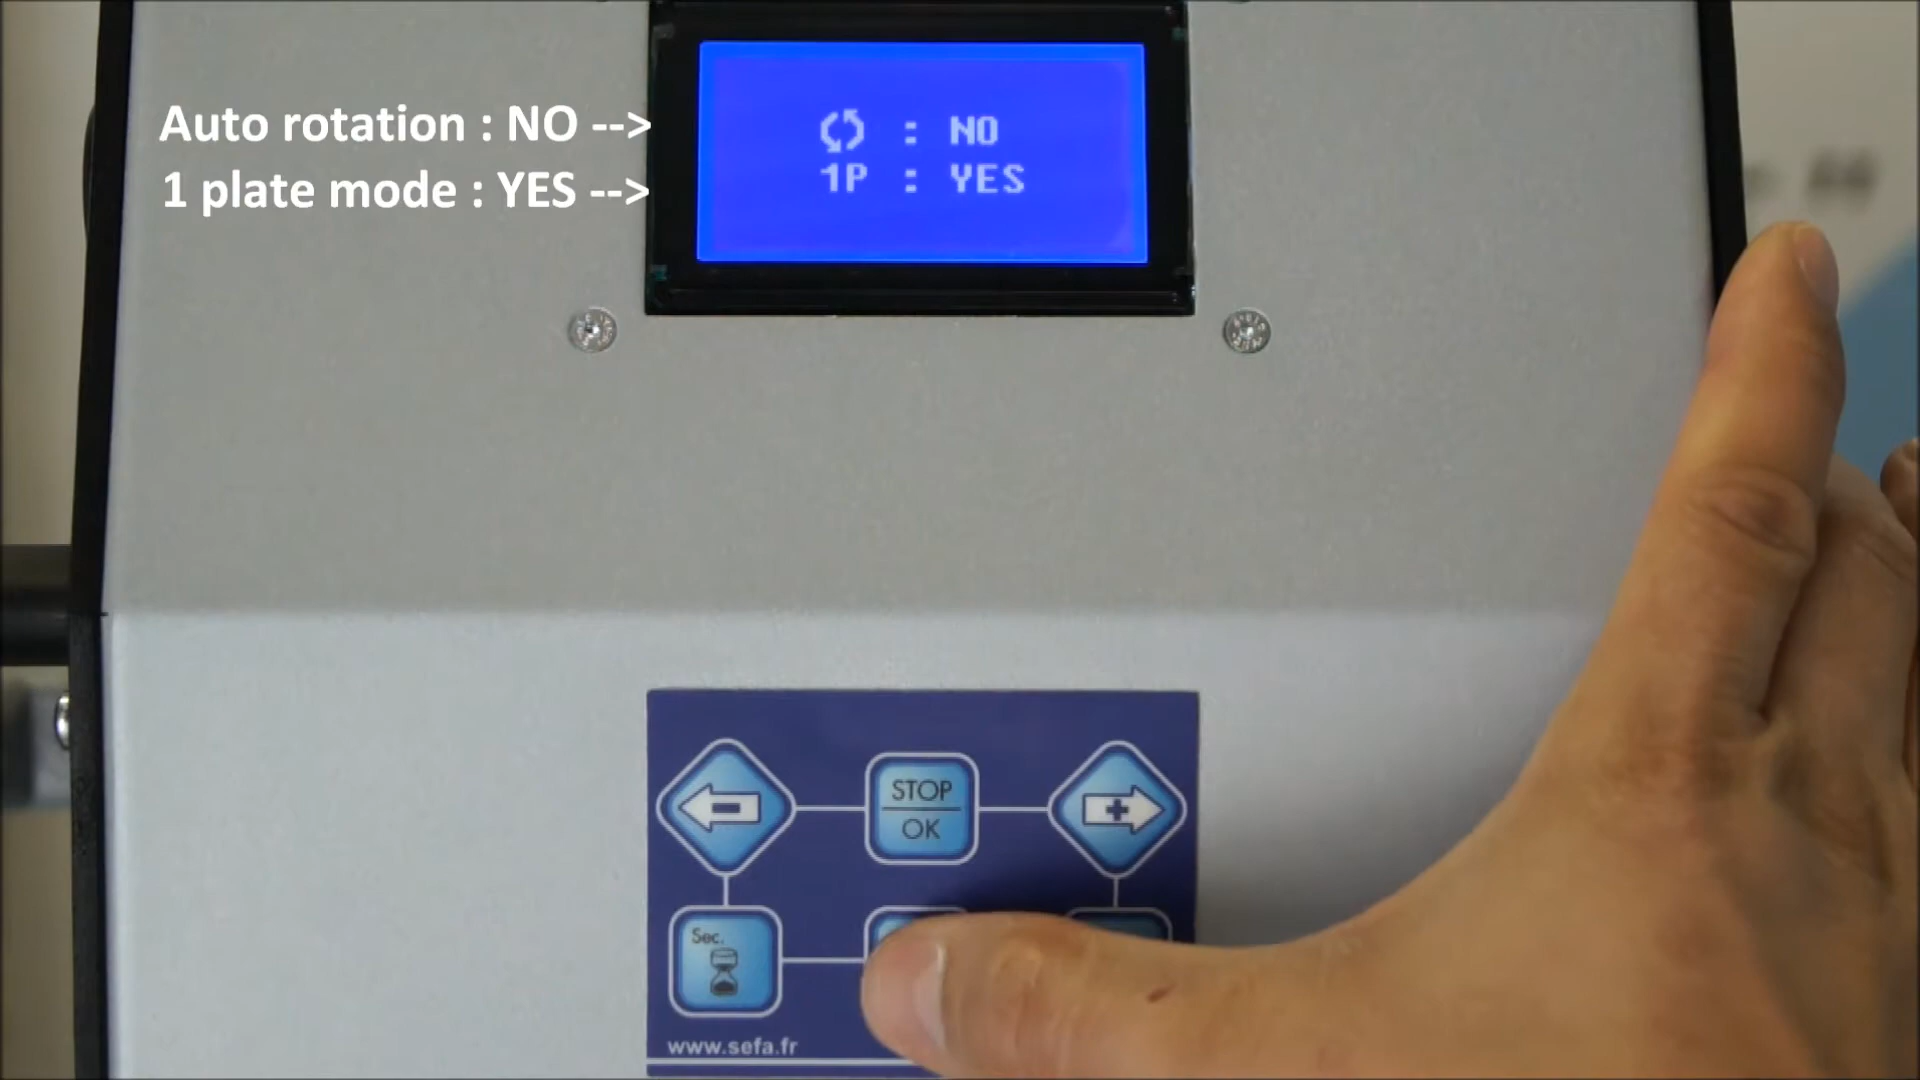 Auto rotation : NO -->
1 plate mode : YES -->
: NO
1P : YES
STOP
OK
Sec.
www.sefa.fr